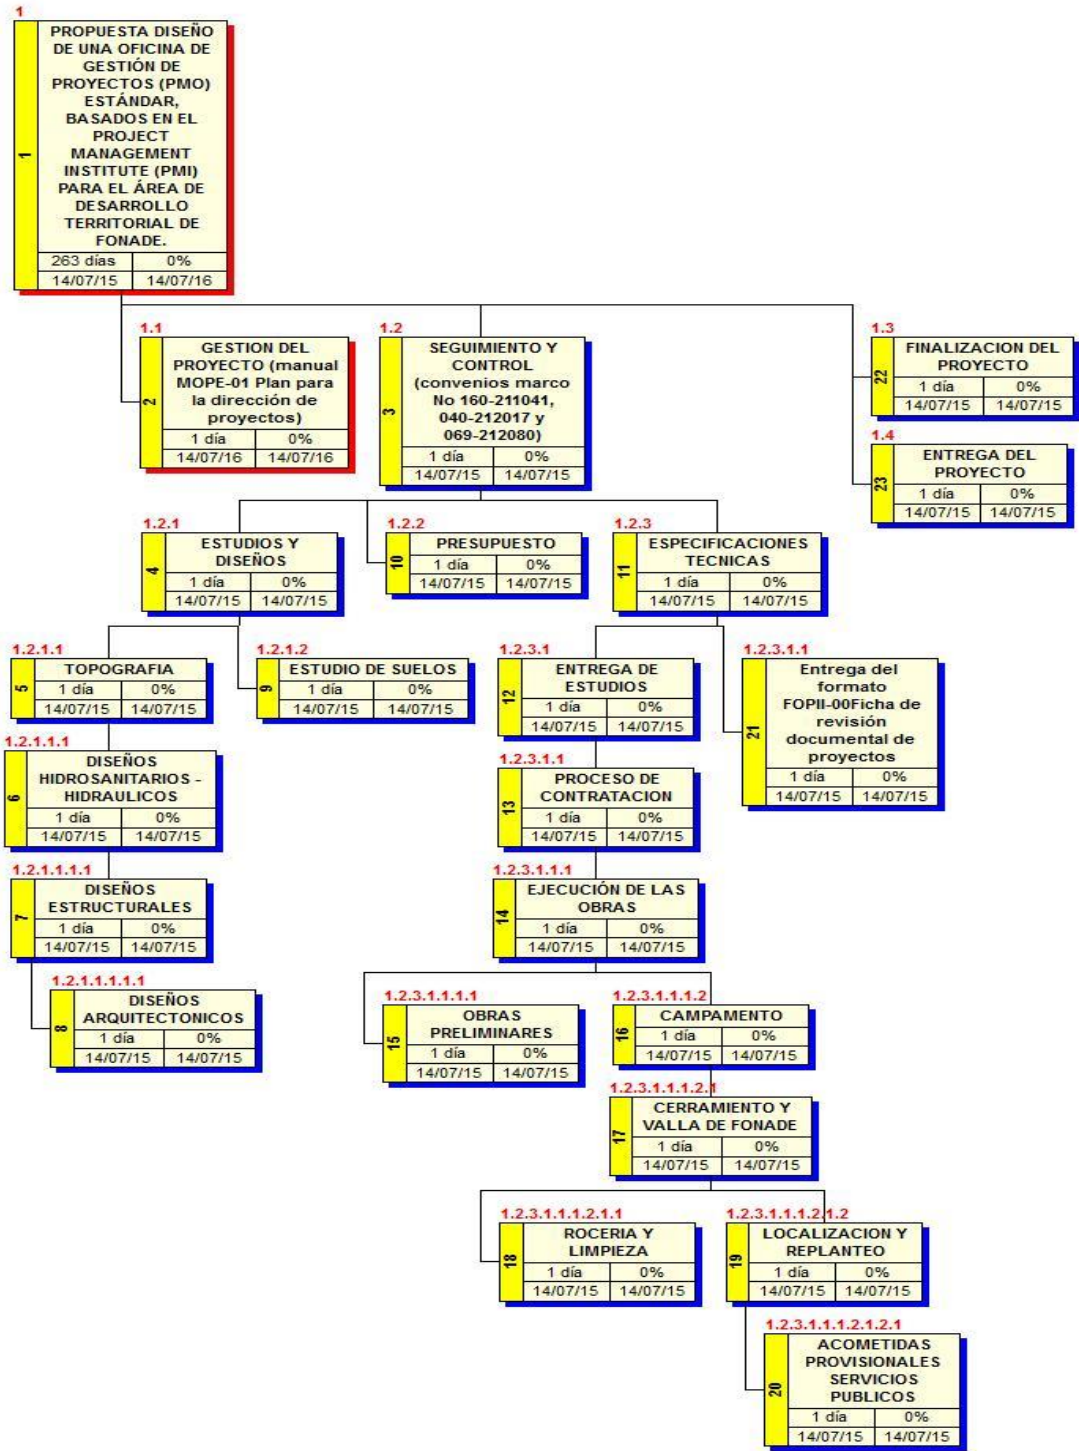 1
1
PROPUESTA DISEÑO
DE UNA OFICINA DE
GESTIÓN DE
PROYECTOS (PMO)
ESTÁNDAR,
BASADOS EN EL
PROJECT
MANAGEMENT
INSTITUTE (PMI)
PARA EL ÁREA DE
DESARROLLO
TERRITORIAL DE
FONADE.
263 días 0%
14/07/15 14/07/16
1.1
2
GESTION DEL
PROYECTO (manual
MOPE-01 Plan para
la dirección de
proyectos)
1 día 0%
14/07/16 14/07/16
1.2
3
SEGUIMIENTO Y
CONTROL
(convenios marco
No 160-211041,
040-212017 y
069-212080)
1 día 0%
14/07/15 14/07/15
1.3
22
FINALIZACION DEL
PROYECTO
1 día 0%
14/07/15 14/07/15
1.4
23
ENTREGA DEL
PROYECTO
1 día 0%
14/07/15 14/07/15
1.2.1
4
ESTUDIOS Y
DISEÑOS
1 día 0%
14/07/15 14/07/15
1.2.2
10
PRESUPUESTO
1 día 0%
14/07/15 14/07/15
1.2.3
11
ESPECIFICACIONES
TECNICAS
1 día 0%
14/07/15 14/07/15
1.2.1.1
5
TOPOGRAFIA
1 día 0%
14/07/15 14/07/15
1.2.1.2
9
ESTUDIO DE SUELOS
1 día 0%
14/07/15 14/07/15
1.2.3.1
12
ENTREGA DE
ESTUDIOS
1 día 0%
14/07/15 14/07/15
1.2.3.1.1
21
Entrega del
formato
FOPII-00Ficha de
revisión
documental de
proyectos
1 día 0%
14/07/15 14/07/15
1.2.1.1.1
6
DISEÑOS
HIDROSANITARIOS -
HIDRAULICOS
1 día 0%
14/07/15 14/07/15
1.2.3.1.1
13
PROCESO DE
CONTRATACION
1 día 0%
14/07/15 14/07/15
1.2.1.1.1.1
7
DISEÑOS
ESTRUCTURALES
1 día 0%
14/07/15 14/07/15
1.2.3.1.1.1
14
EJECUCIÓN DE LAS
OBRAS
1 día 0%
14/07/15 14/07/15
1.2.1.1.1.1.1
8
DISEÑOS
ARQUITECTONICOS
1 día 0%
14/07/15 14/07/15
1.2.3.1.1.1.1
15
OBRAS
PRELIMINARES
1 día 0%
14/07/15 14/07/15
1.2.3.1.1.1.2
16
CAMPAMENTO
1 día 0%
14/07/15 14/07/15
1.2.3.1.1.1.2.1
17
CERRAMIENTO Y
VALLA DE FONADE
1 día 0%
14/07/15 14/07/15
1.2.3.1.1.1.2.1.1
18
ROCERIA Y
LIMPIEZA
1 día 0%
14/07/15 14/07/15
1.2.3.1.1.1.2.1.2
19
LOCALIZACION Y
REPLANTEO
1 día 0%
14/07/15 14/07/15
1.2.3.1.1.1.2.1.2.1
20
ACOMETIDAS
PROVISIONALES
SERVICIOS
PUBLICOS
1 día 0%
14/07/15 14/07/15